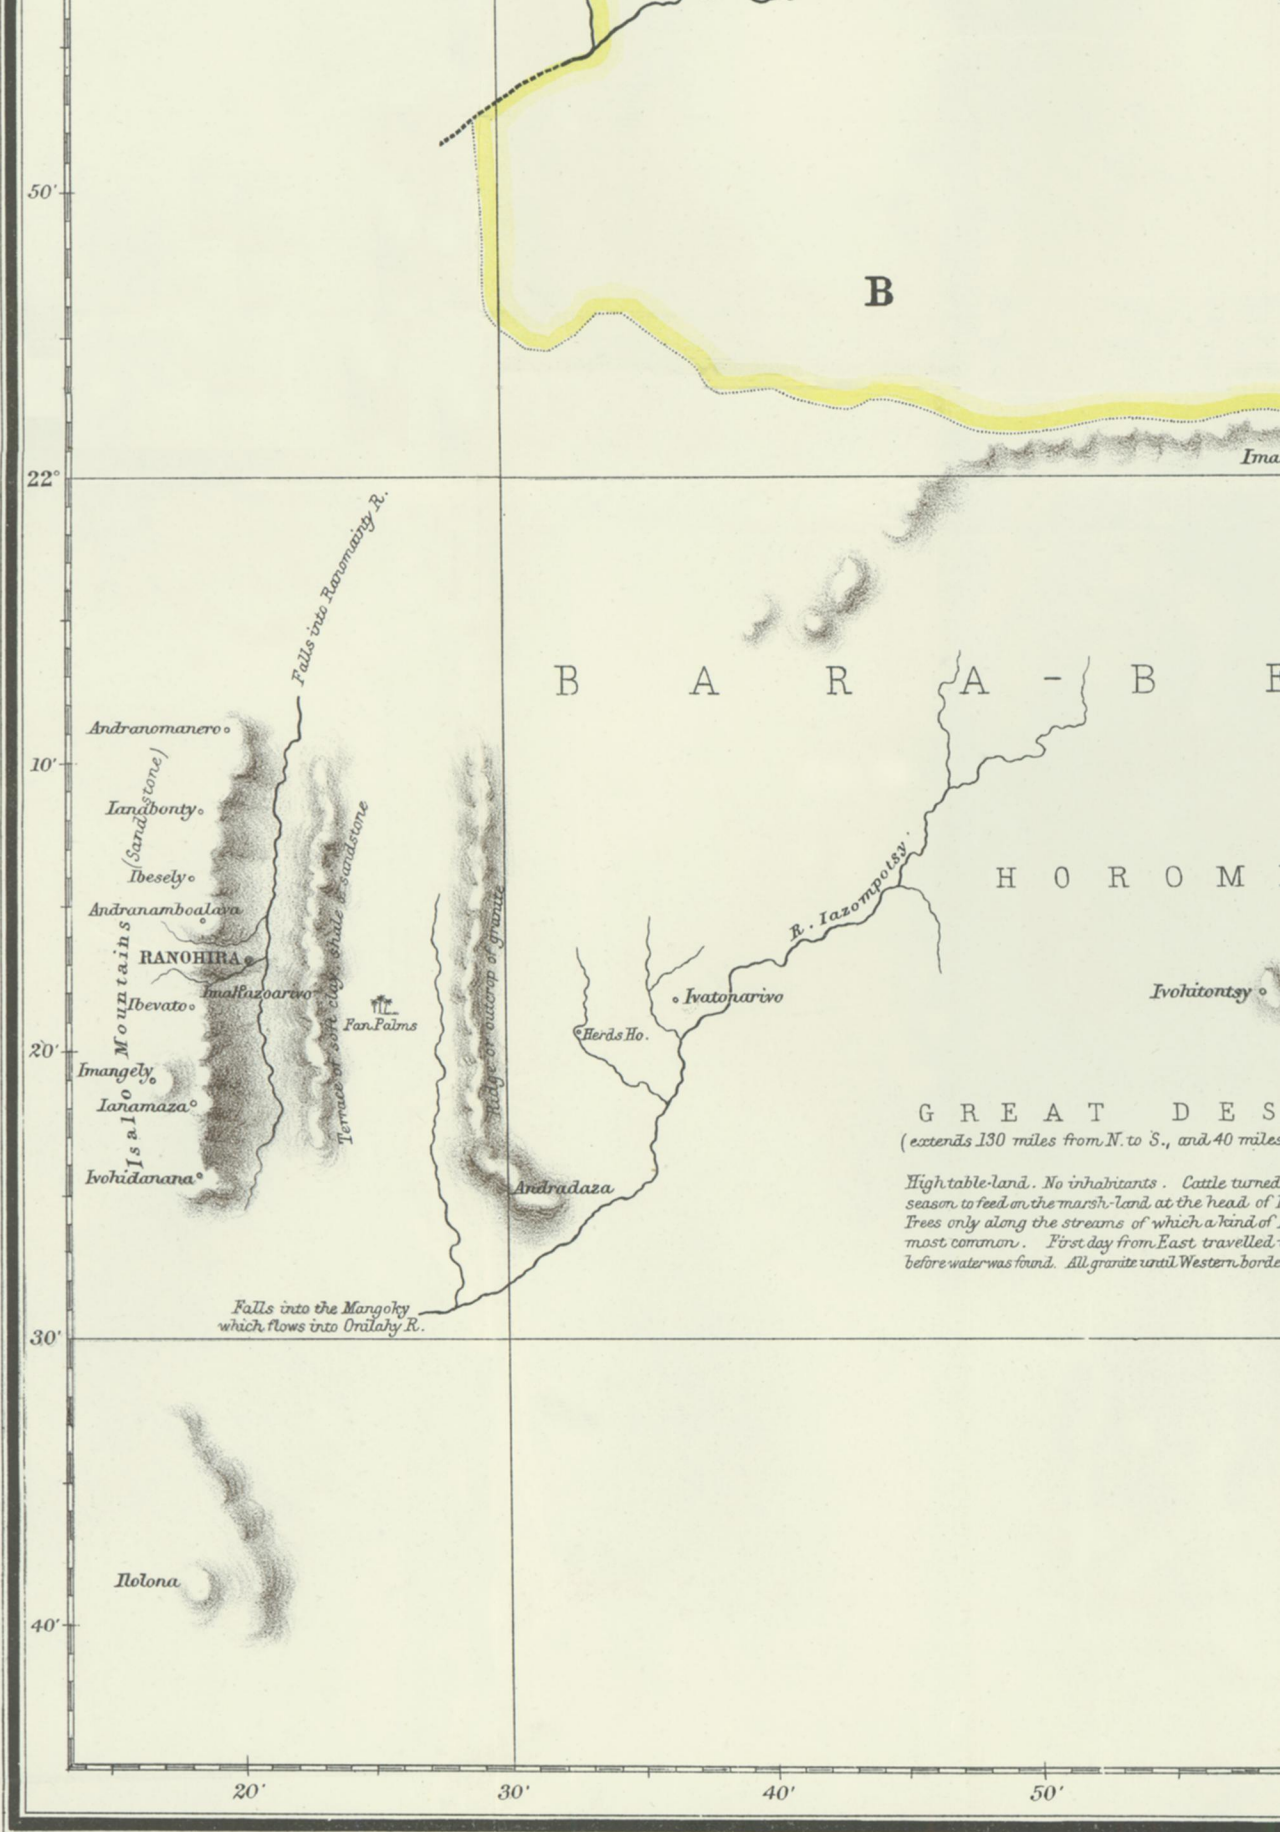 50'
B
22°
Ima
Falls into Ranomainty R.
B A R A - B E
Andranomanero
10'
(Sandstone)
Ianabonty
Ibesely
Andranamboalava
RANOHIRA
Imalfazoarivo
Ibevato
Isalo Mountains
Terrace of soft clay, shale & sandstone
Ridge or outcrop of granite
Fan Palms
R. Iazompotsy.
H O R O M
Ivatonarivo
Ivohitontsy
Herds Ho.
20'
Imangely
Ianamaza
Ivohidanana
Andradaza
G R E A T D E S
(extends 130 miles from N. to S., and 40 miles
High table-land. No inhabitants. Cattle turned
season to feed on the marsh-land at the head of
Trees only along the streams of which a kind of
most common. First day from East travelled
before water was found. All granite until Western borde
Falls into the Mangoky
which flows into Onilahy R.
30'
Ilolona
40'
20' 30' 40' 50'